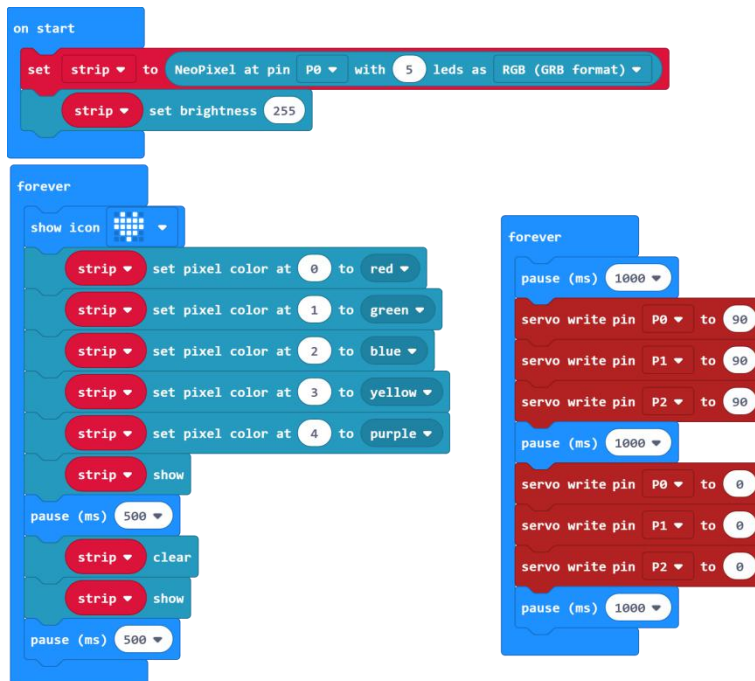 on start
set strip to NeoPixel at pin P0 with 5 leds as RGB (GRB format)
strip set brightness 255
forever
show icon
strip set pixel color at 0 to red
strip set pixel color at 1 to green
strip set pixel color at 2 to blue
strip set pixel color at 3 to yellow
strip set pixel color at 4 to purple
strip show
pause (ms) 500
strip clear
strip show
pause (ms) 500
forever
pause (ms) 1000
servo write pin P0 to 90
servo write pin P1 to 90
servo write pin P2 to 90
pause (ms) 1000
servo write pin P0 to 0
servo write pin P1 to 0
servo write pin P2 to 0
pause (ms) 1000